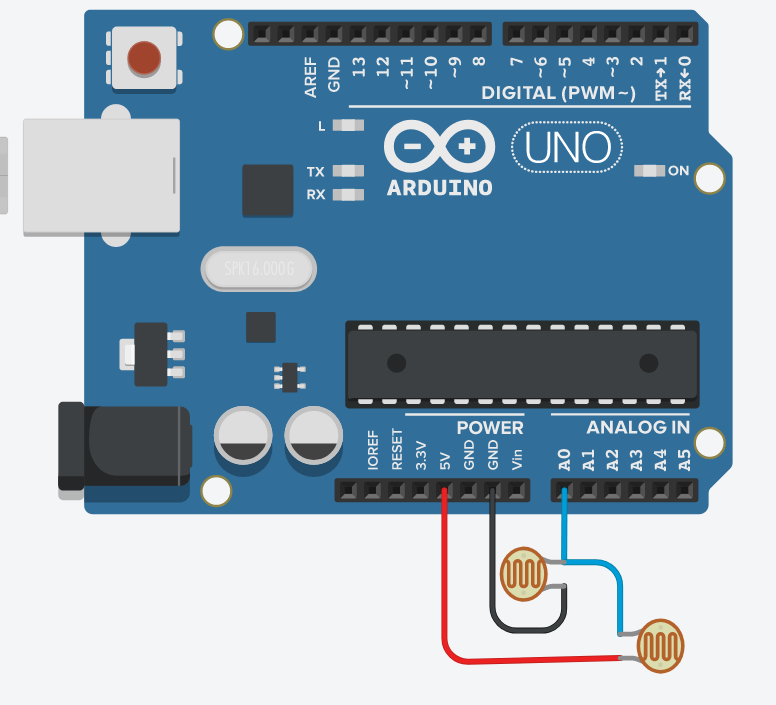 AREF GND 13 12 ~11 ~10 ~9 8 7 ~6 ~5 4 ~3 2 TX→1 RX←0
DIGITAL (PWM~)
L
UNO
TX
ON
RX
ARDUINO
SPK16.000G
POWER
ANALOG IN
IOREF RESET 3.3V 5V GND GND Vin A0 A1 A2 A3 A4 A5